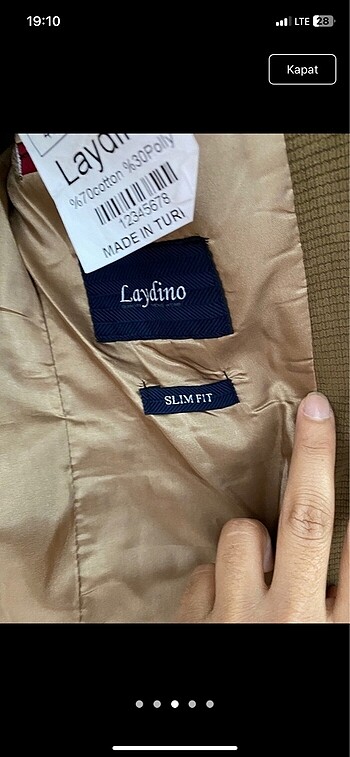 19:10
LTE 28
Kapat
Laydi
%70cotton %30Polly
12345678
MADE IN TURI
Laydino
SLIM FIT